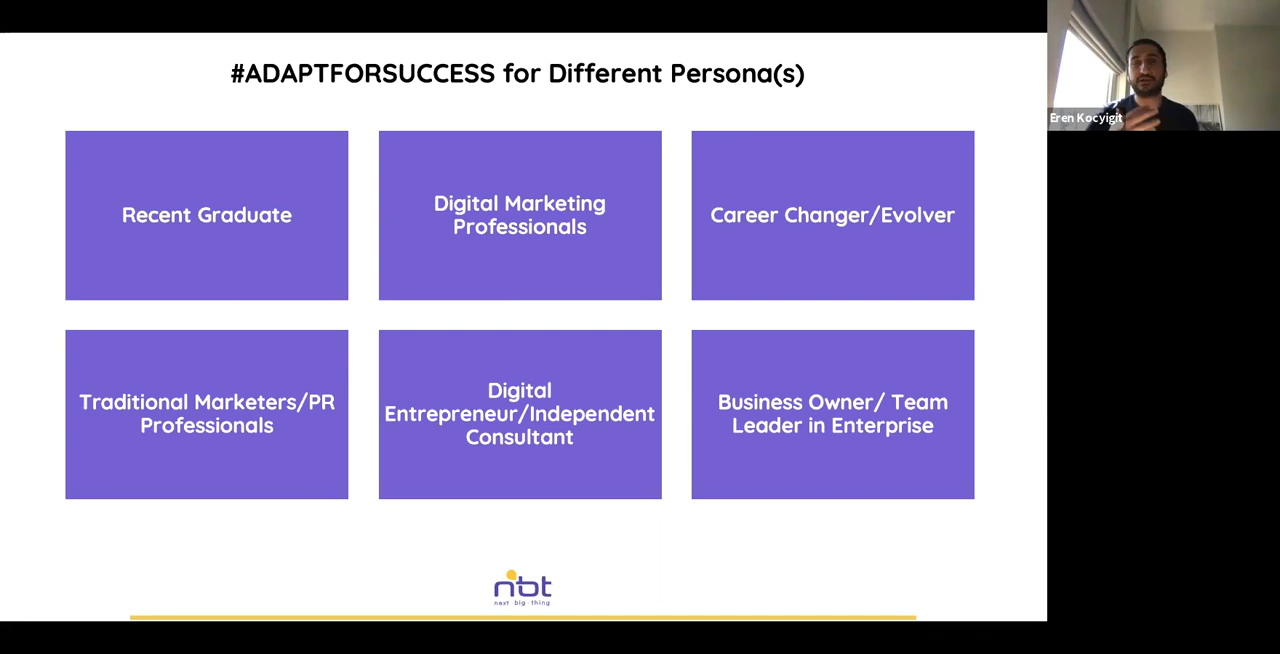 #ADAPTFORSUCCESS for Different Persona(s)
Eren Kocyigit
Recent Graduate
Digital Marketing
Professionals
Career Changer/Evolver
Traditional Marketers/PR
Professionals
Digital
Entrepreneur/Independent
Consultant
Business Owner/ Team
Leader in Enterprise
nbt
next big thing